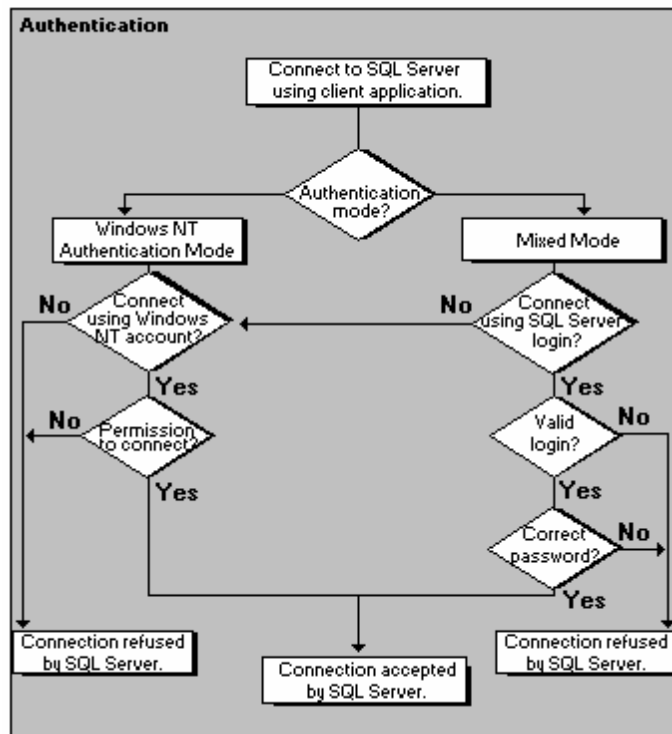 Authentication
Connect to SQL Server
using client application.
Authentication
mode?
Windows NT
Authentication Mode
Mixed Mode
No
Connect
using Windows
NT account?
No
Connect
using SQL Server
login?
Yes
Yes
No
Permission
to connect?
Valid
login?
No
Yes
Yes
Correct
password?
No
Yes
Connection refused
by SQL Server.
Connection accepted
by SQL Server.
Connection refused
by SQL Server.